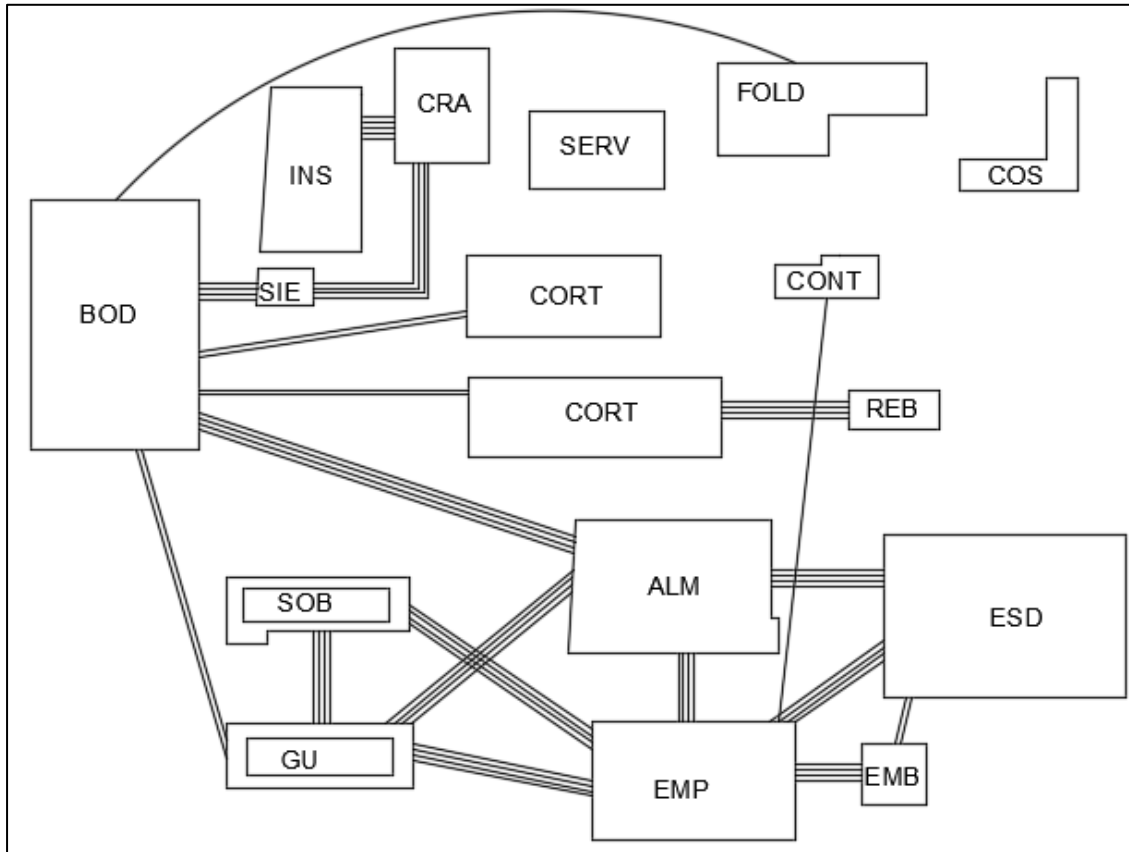 CRA
FOLD
SERV
INS
COS
SIE
CONT
CORT
BOD
REB
CORT
ALM
SOB
ESD
GU
EMP
EMB